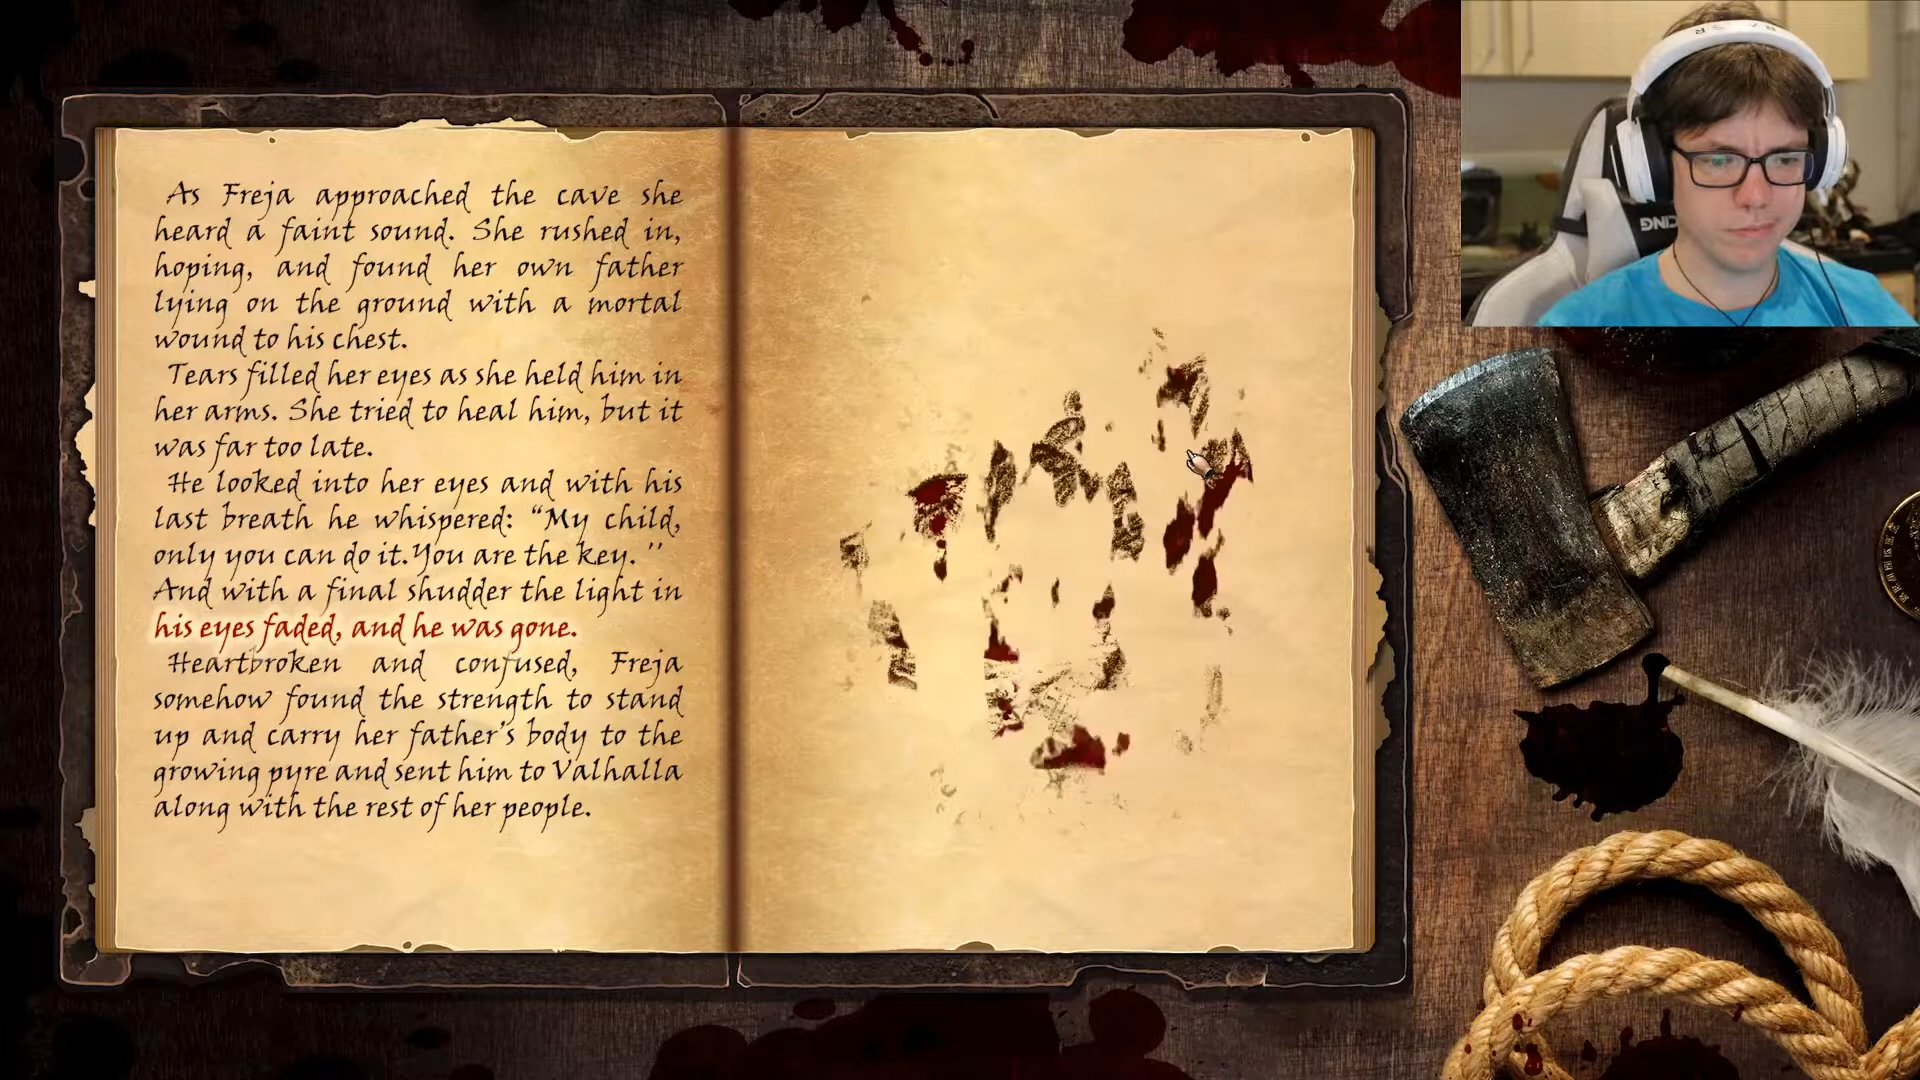 As Freja approached the cave she
heard a faint sound. She rushed in,
hoping, and found her own father
lying on the ground with a mortal
wound to his chest.
Tears filled her eyes as she held him in
her arms. She tried to heal him, but it
was far too late.
He looked into her eyes and with his
last breath he whispered: “My child,
only you can do it. You are the key. ’’
And with a final shudder the light in
his eyes faded, and he was gone.
Heartbroken and confused, Freja
somehow found the strength to stand
up and carry her father's body to the
growing pyre and sent him to Valhalla
along with the rest of her people.